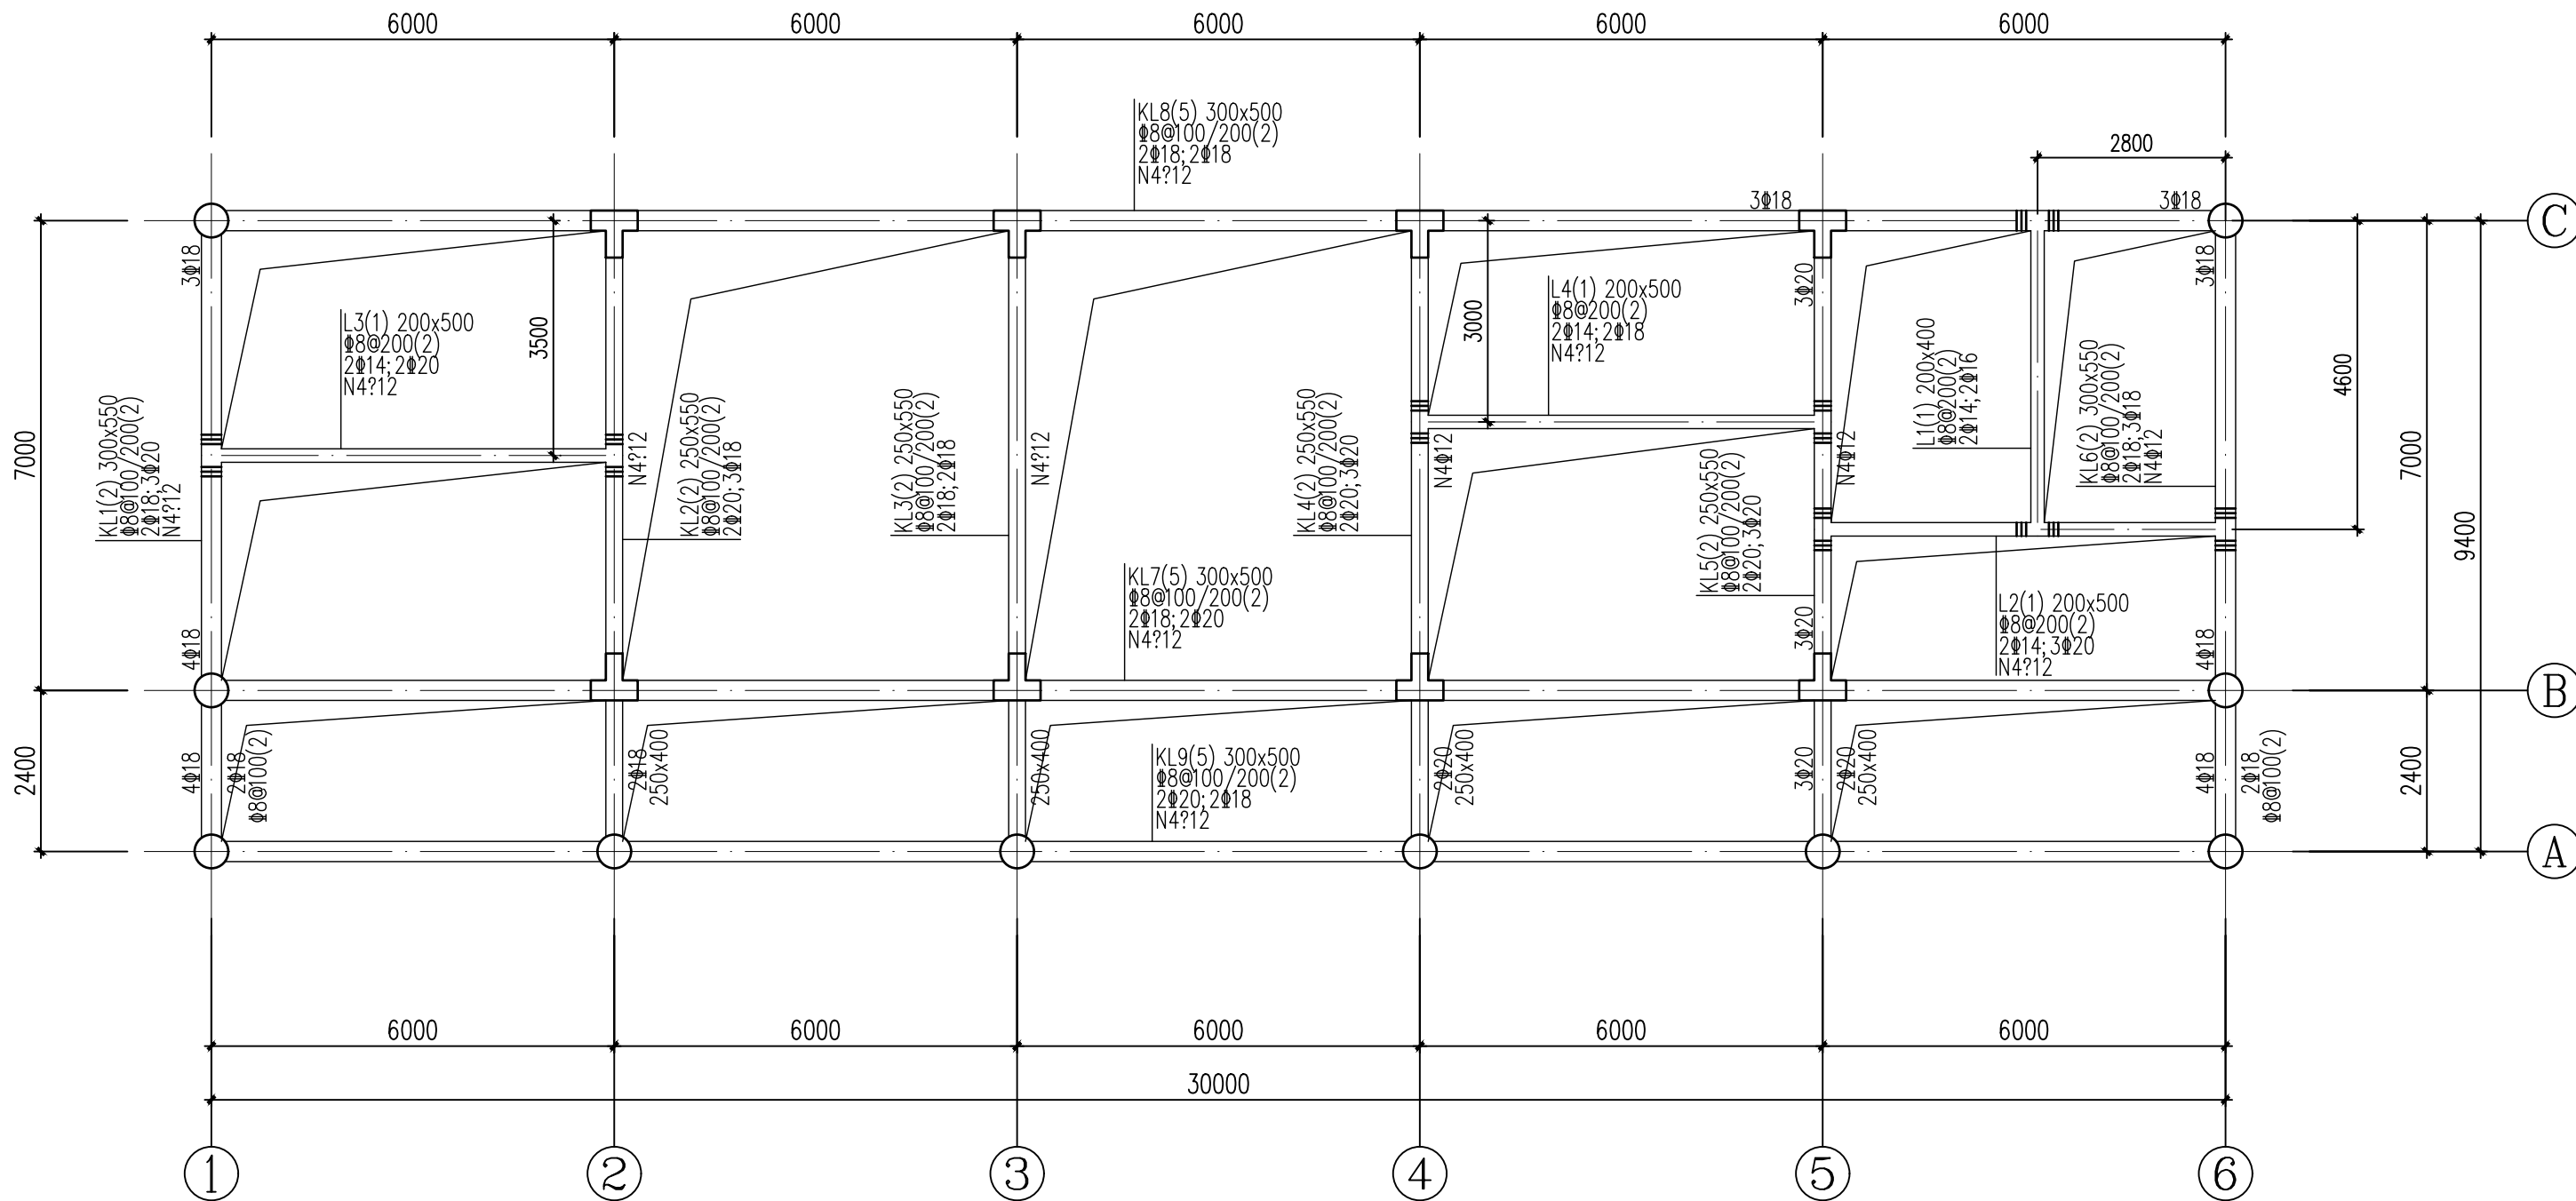 6000
6000
6000
6000
6000
KL8(5) 300x500
Φ8@100/200(2)
2Φ18;2Φ18
N4?12
2800
3Φ18
3Φ18
C
3Φ18
3500
L3(1) 200x500
Φ8@200(2)
2Φ14;2Φ20
N4?12
3000
L4(1) 200x500
Φ8@200(2)
2Φ14;2Φ18
N4?12
3Φ20
3Φ18
7000
KL1(2) 300x550
Φ8@100/200(2)
2Φ18;3Φ20
N4?12
N4?12
KL2(2) 250x550
Φ8@100/200(2)
2Φ20;3Φ18
KL3(2) 250x550
Φ8@100/200(2)
2Φ18;2Φ18
N4?12
KL4(2) 250x550
Φ8@100/200(2)
2Φ20;3Φ20
N4Φ12
KL5(2) 250x550
Φ8@100/200(2)
2Φ20;3Φ20
N4Φ12
L1(1) 200x400
Φ8@200(2)
2Φ14;2Φ16
KL6(2) 300x550
Φ8@100/200(2)
2Φ18;3Φ18
N4Φ12
4600
7000
9400
KL7(5) 300x500
Φ8@100/200(2)
2Φ18;2Φ20
N4?12
L2(1) 200x500
Φ8@200(2)
2Φ14;3Φ20
N4?12
4Φ18
3Φ20
4Φ18
B
2400
4Φ18
2Φ18
Φ8@100(2)
2Φ18
250x400
250x400
KL9(5) 300x500
Φ8@100/200(2)
2Φ20;2Φ18
N4?12
2Φ20
250x400
3Φ20
2Φ20
250x400
4Φ18
2Φ18
Φ8@100(2)
2400
A
6000
6000
6000
6000
6000
30000
1
2
3
4
5
6